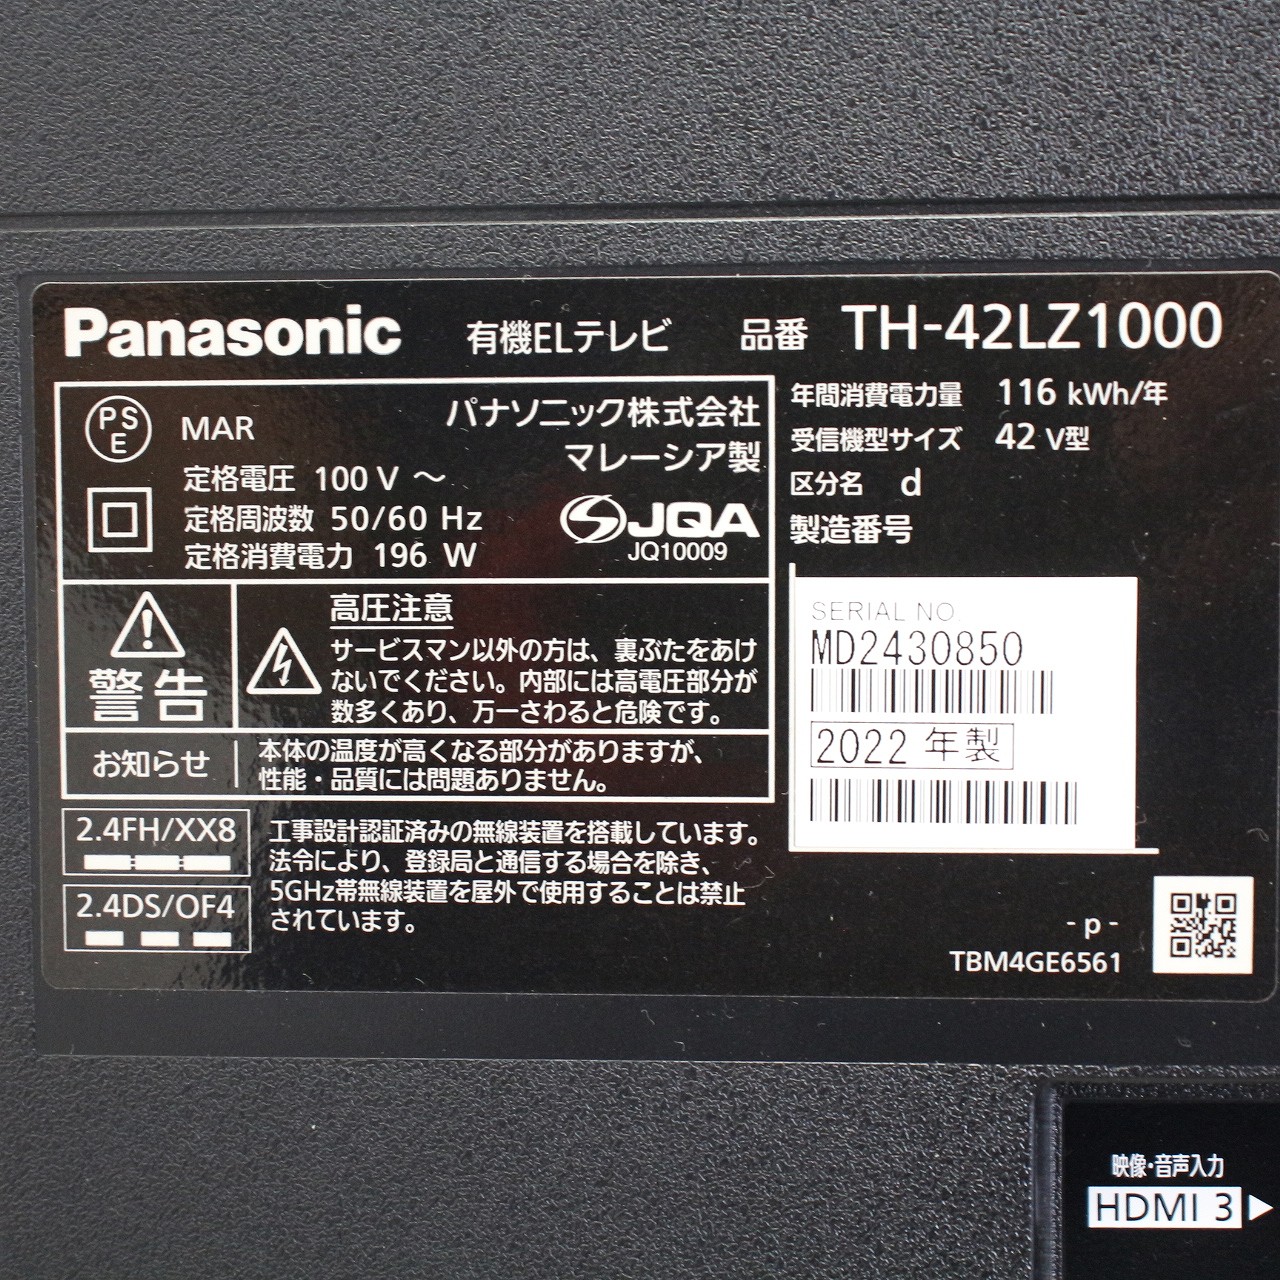 Panasonic 有機ELテレビ 品番 TH-42LZ1000
PS
E
MAR
パナソニック株式会社
マレーシア製
定格電圧 100 V ～
定格周波数 50/60 Hz
定格消費電力 196 W
JQA
JQ10009
年間消費電力量 116 kWh/年
受信機型サイズ 42 V型
区分名 d
製造番号
SERIAL NO.
MD2430850
2022 年製
警告
高圧注意
サービスマン以外の方は、裏ぶたをあけ
ないでください。内部には高電圧部分が
数多くあり、万一さわると危険です。
お知らせ
本体の温度が高くなる部分がありますが、
性能・品質には問題ありません。
2.4FH/XX8
2.4DS/OF4
工事設計認証済みの無線装置を搭載しています。
法令により、登録局と通信する場合を除き、
5GHz帯無線装置を屋外で使用することは禁止
されています。
- p -
TBM4GE6561
映像・音声入力
HDMI 3